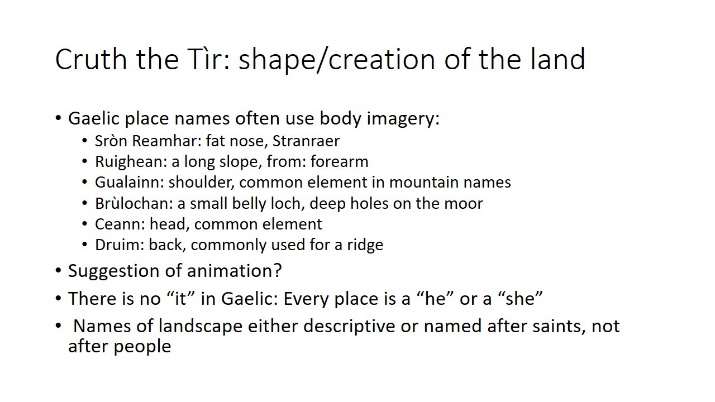 Cruth the Tìr: shape/creation of the land
• Gaelic place names often use body imagery:
• Sròn Reamhar: fat nose, Stranraer
• Ruighean: a long slope, from: forearm
• Gualainn: shoulder, common element in mountain names
• Brùlochan: a small belly loch, deep holes on the moor
• Ceann: head, common element
• Druim: back, commonly used for a ridge
• Suggestion of animation?
• There is no “it” in Gaelic: Every place is a “he” or a “she”
• Names of landscape either descriptive or named after saints, not
after people